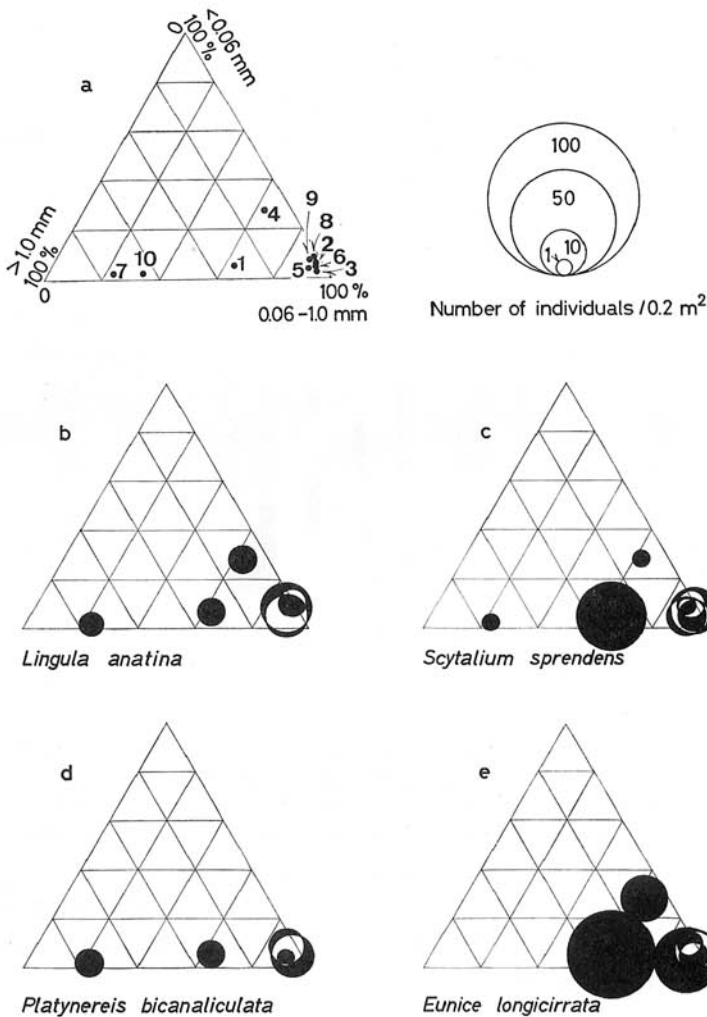 a
0
100%
<0.06 mm
>1.0 mm
100%
0
100%
0.06–1.0 mm
9
8
4
2
6
7
10
1
5
3
100
50
1
10
Number of individuals / 0.2 m²
b
c
Lingula anatina
Scytalium sprendens
d
e
Platynereis bicanaliculata
Eunice longicirrata